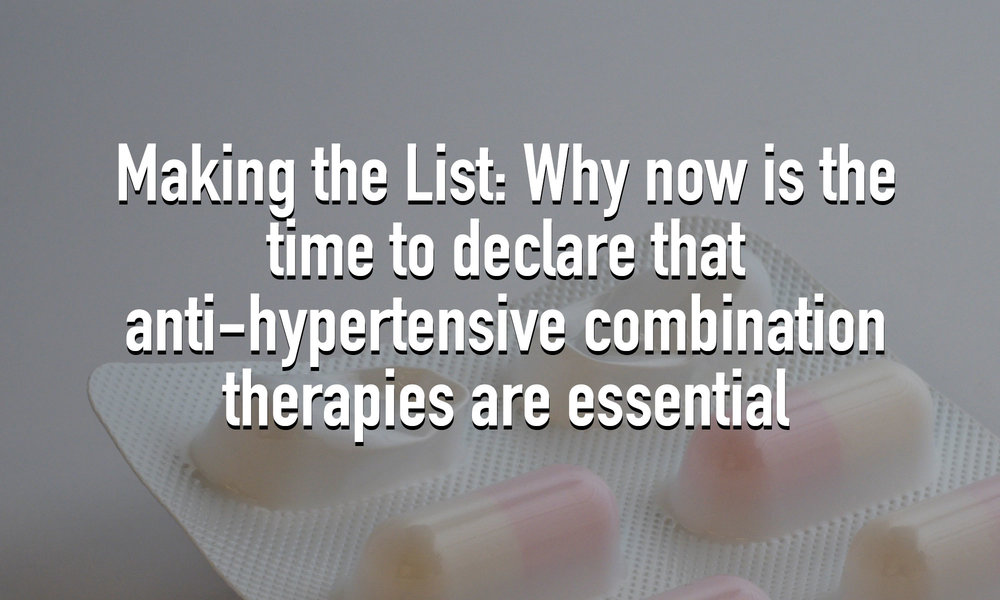 Making the List: Why now is the
time to declare that
anti-hypertensive combination
therapies are essential